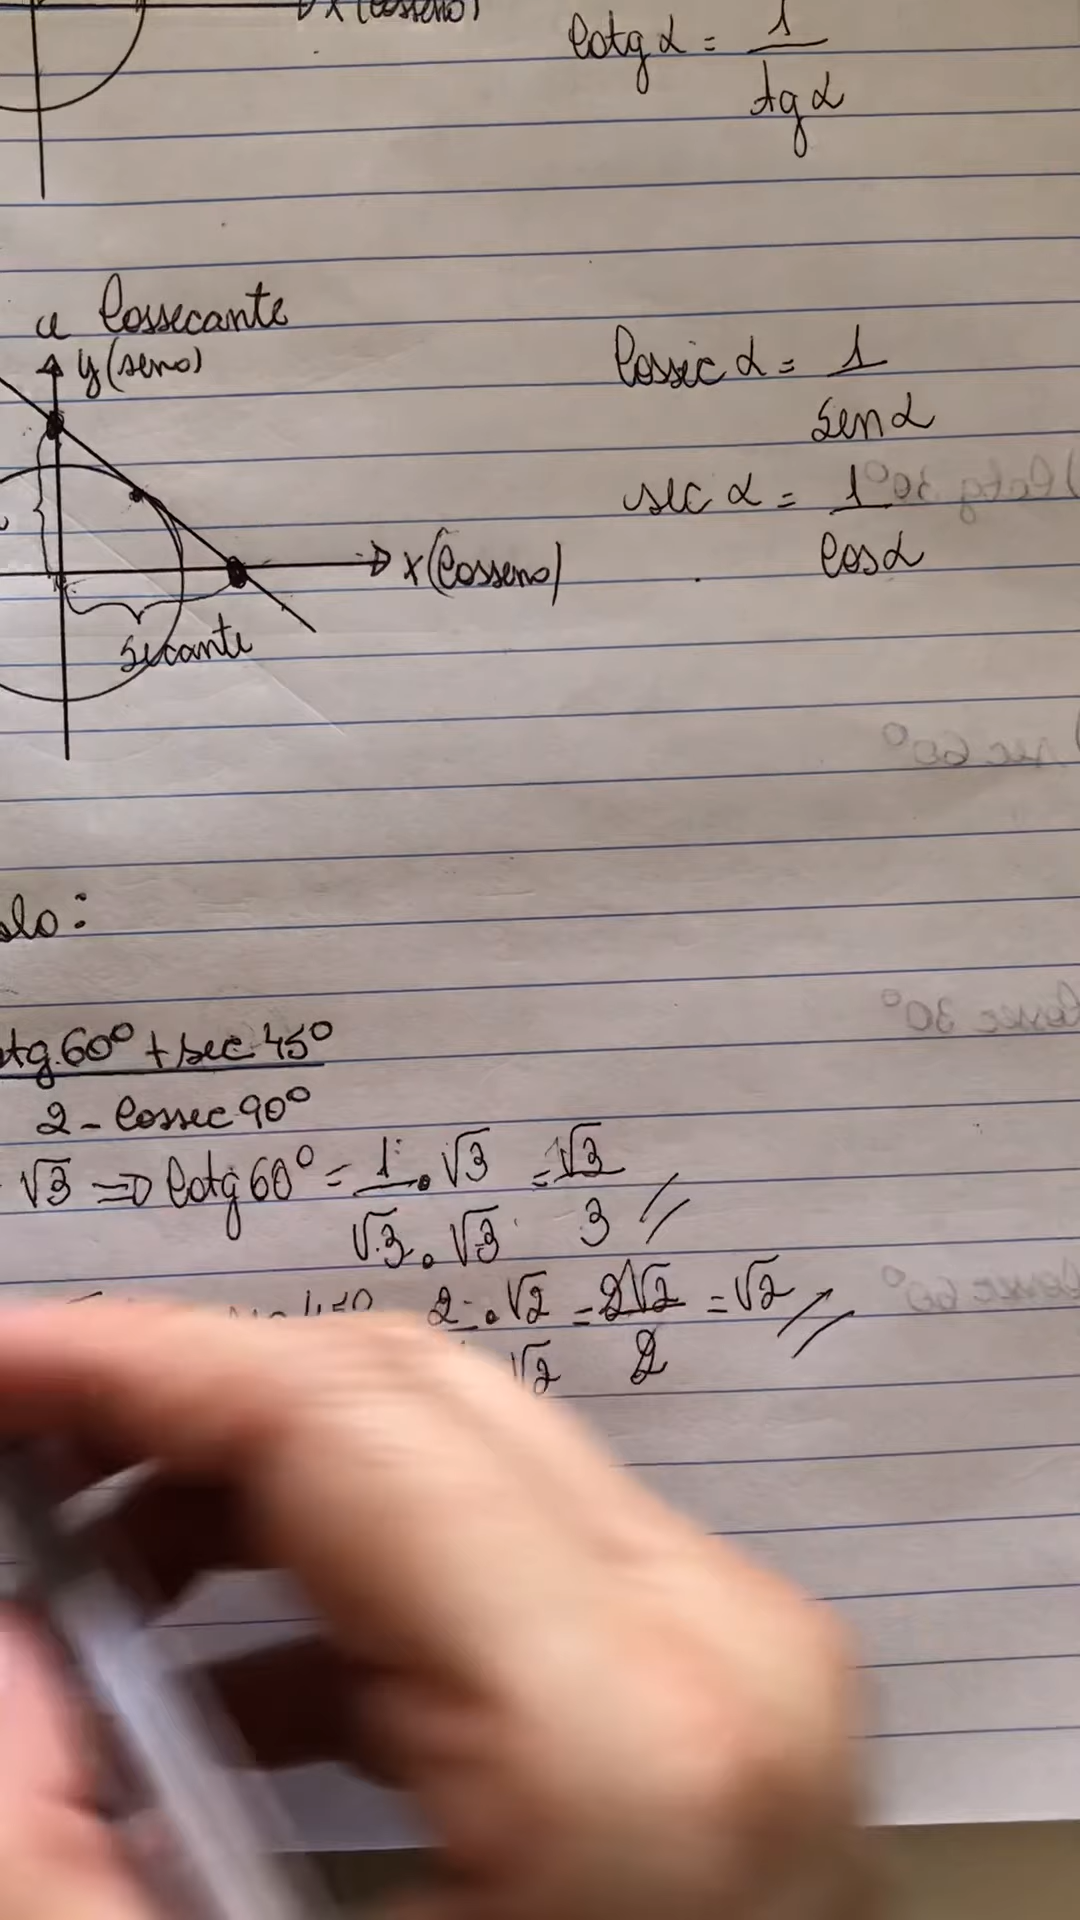 x (cosseno)
cotg α = 1
tg α
e Cossecante
y (seno)
Cossec α = 1
sen α
sec α = 1
cos α
x (Cosseno)
secante
tg 60° + sec 45°
2 - Cossec 90°
√3 ⇒ Cotg 60° = 1 . √3 = √3
√3 . √3 3 //
2 . √2 = 2√2 = √2 //
√2 2